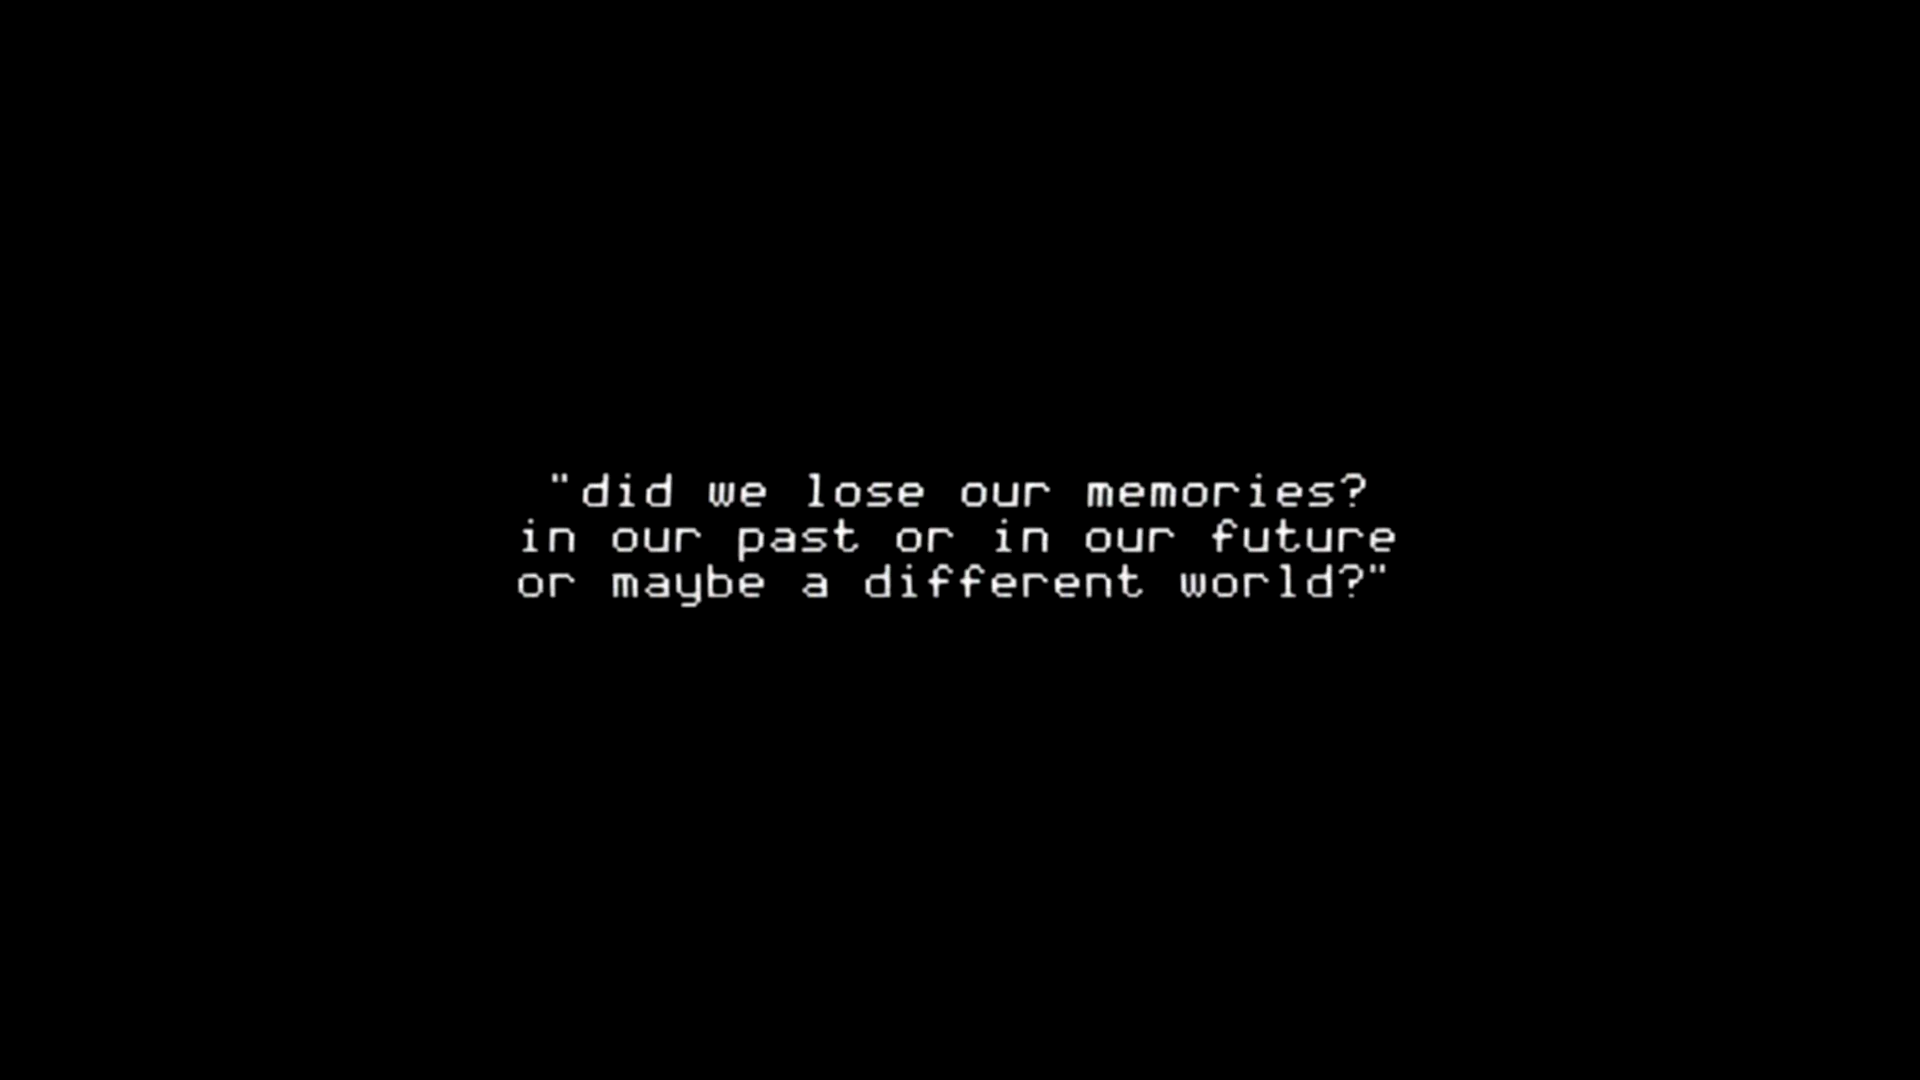 "did we lose our memories?
in our past or in our future
or maybe a different world?"